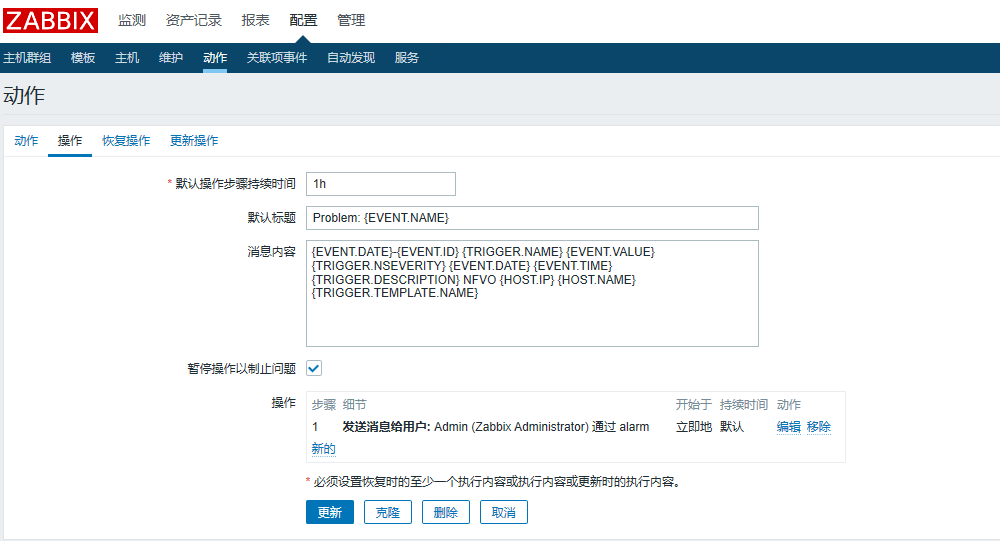 ZABBIX 监测 资产记录 报表 配置 管理
主机群组 模板 主机 维护 动作 关联项事件 自动发现 服务
动作
动作 操作 恢复操作 更新操作
* 默认操作步骤持续时间 1h
默认标题 Problem: {EVENT.NAME}
消息内容 {EVENT.DATE}-{EVENT.ID} {TRIGGER.NAME} {EVENT.VALUE}
{TRIGGER.NSEVERITY} {EVENT.DATE} {EVENT.TIME}
{TRIGGER.DESCRIPTION} NFVO {HOST.IP} {HOST.NAME}
{TRIGGER.TEMPLATE.NAME}
暂停操作以制止问题
操作 步骤 细节 开始于 持续时间 动作
1 发送消息给用户: Admin (Zabbix Administrator) 通过 alarm 立即地 默认 编辑 移除
新的
* 必须设置恢复时的至少一个执行内容或执行内容或更新时的执行内容。
更新 克隆 删除 取消